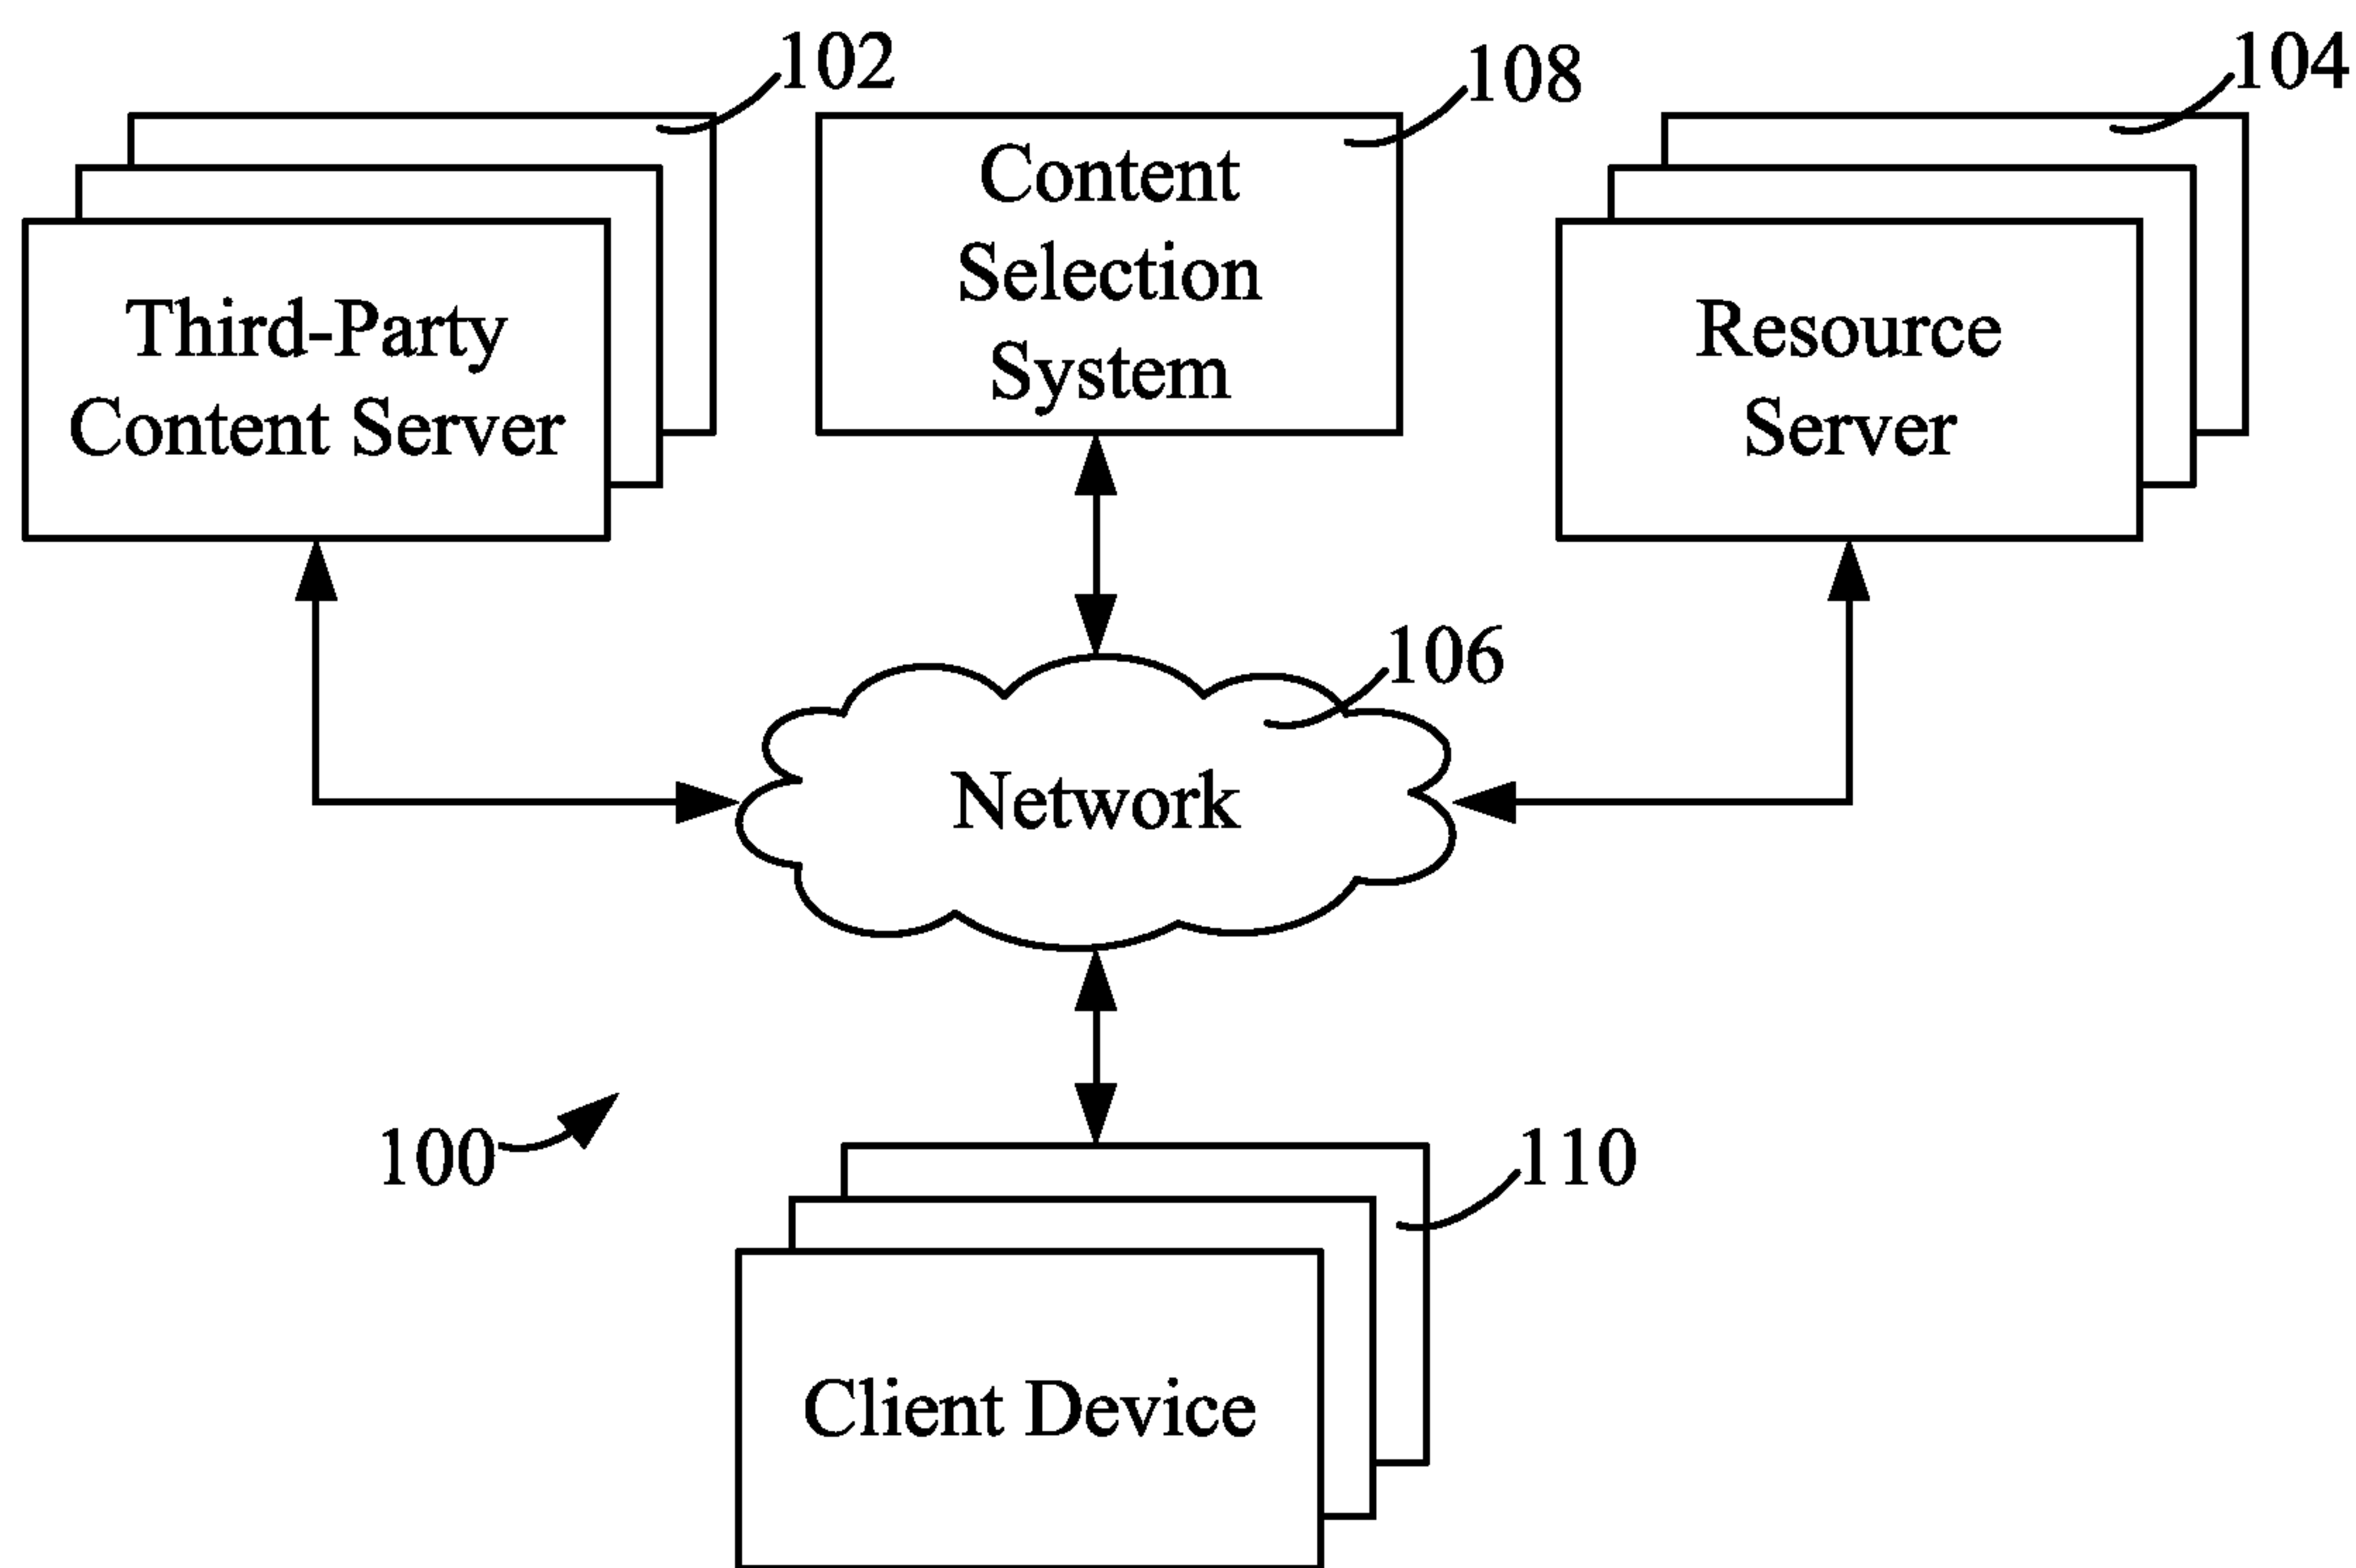 102
108
104
Third-Party
Content Server
Content
Selection
System
Resource
Server
106
Network
100
110
Client Device